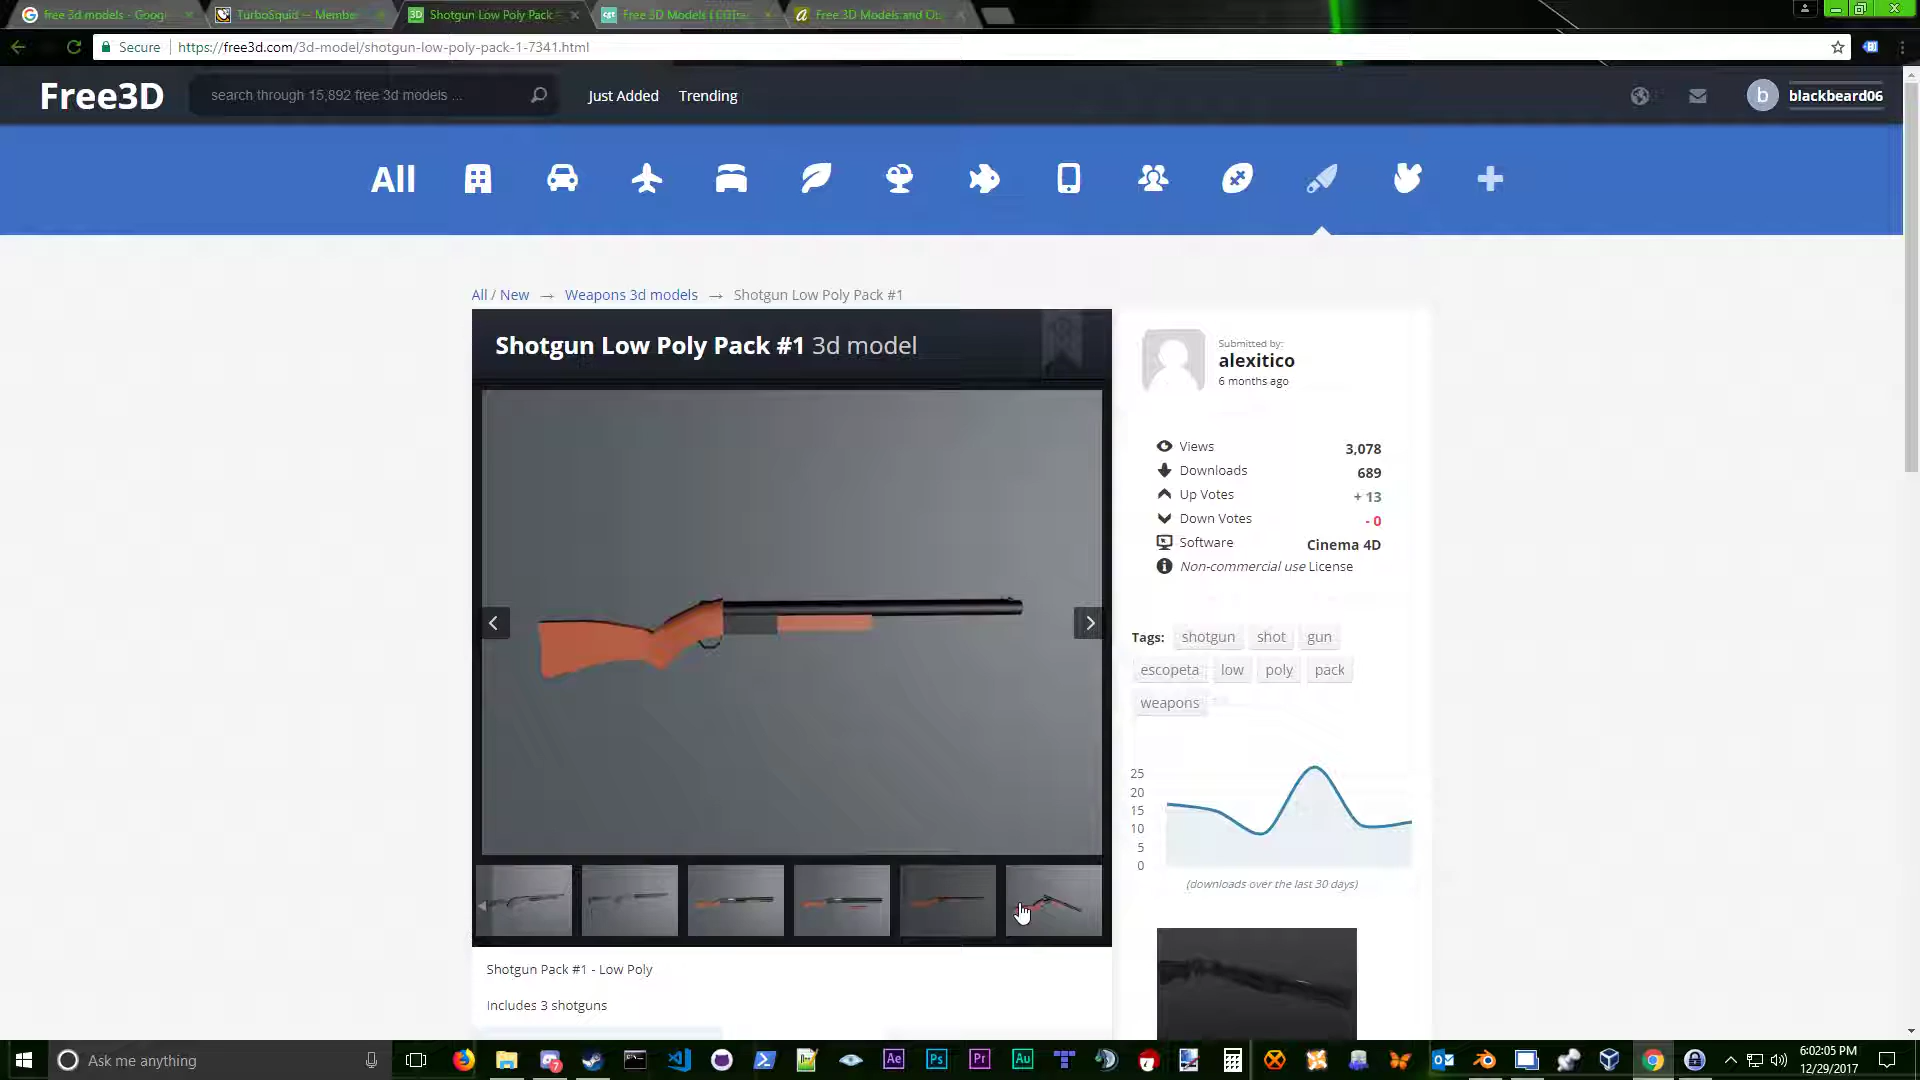 free 3d models - Googl
TurboSquid - Membe
Shotgun Low Poly Pack
Free 3D Models | CGTra
Free 3D Models and Ob
Secure https://free3d.com/3d-model/shotgun-low-poly-pack-1-7341.html
Free3D search through 15,892 free 3d models ... Just Added Trending b blackbeard06
All
All / New → Weapons 3d models → Shotgun Low Poly Pack #1
Shotgun Low Poly Pack #1 3d model
Submitted by:
alexitico
6 months ago
Views 3,078
Downloads 689
Up Votes + 13
Down Votes - 0
Software Cinema 4D
Non-commercial use License
Tags: shotgun shot gun
escopeta low poly pack
weapons
25
20
15
10
5
0
(downloads over the last 30 days)
Shotgun Pack #1 - Low Poly
Includes 3 shotguns
Ask me anything
Ae Ps Pr Au
6:02:05 PM
12/29/2017